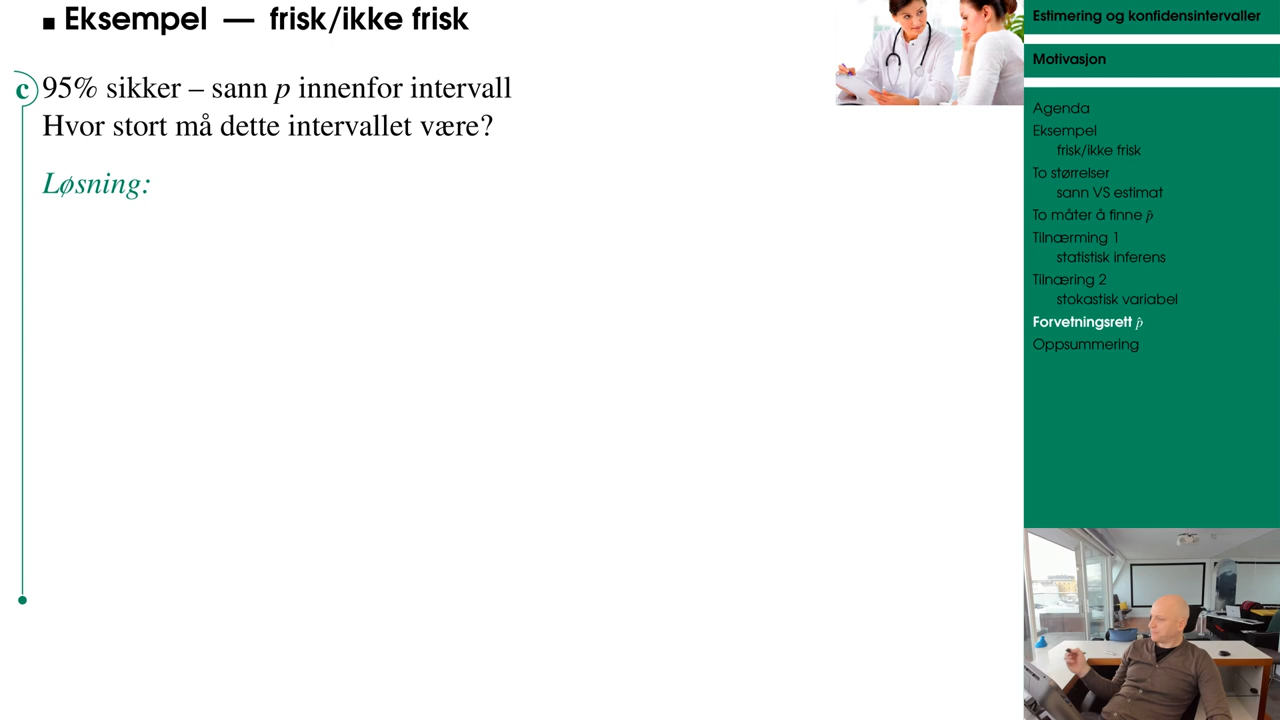 Eksempel — frisk/ikke frisk
c 95% sikker – sann p innenfor intervall
Hvor stort må dette intervallet være?
Løsning:
Estimering og konfidensintervaller
Motivasjon
Agenda
Eksempel
frisk/ikke frisk
To størrelser
sann VS estimat
To måter å finne p̂
Tilnærming 1
statistisk inferens
Tilnæring 2
stokastisk variabel
Forvetningsrett p̂
Oppsummering